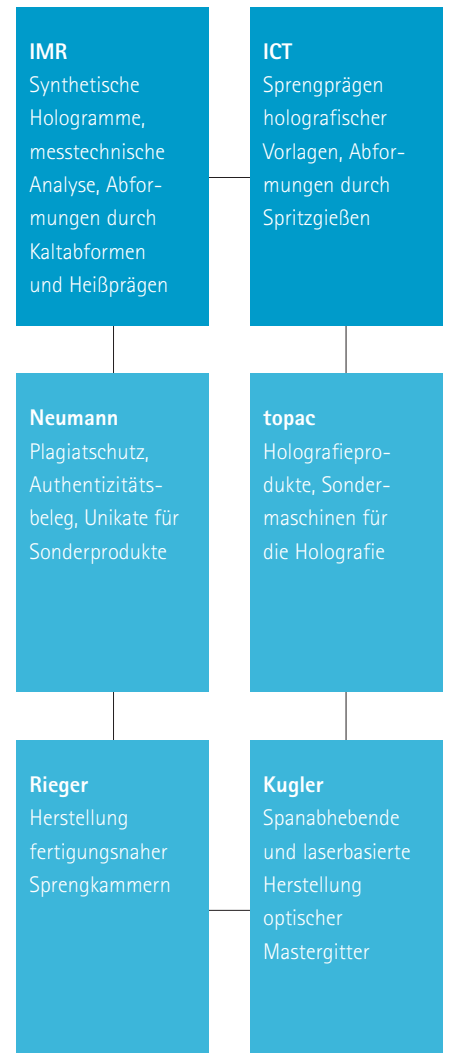 IMR
Synthetische
Hologramme,
messtechnische
Analyse, Abfor-
mungen durch
Kaltabformen
und Heißprägen
ICT
Sprengprägen
holografischer
Vorlagen, Abfor-
mungen durch
Spritzgießen
Neumann
Plagiatschutz,
Authentizitäts-
beleg, Unikate für
Sonderprodukte
topac
Holografiepro-
dukte, Sonder-
maschinen für
die Holografie
Rieger
Herstellung
fertigungsnaher
Sprengkammern
Kugler
Spanabhebende
und laserbasierte
Herstellung
optischer
Mastergitter